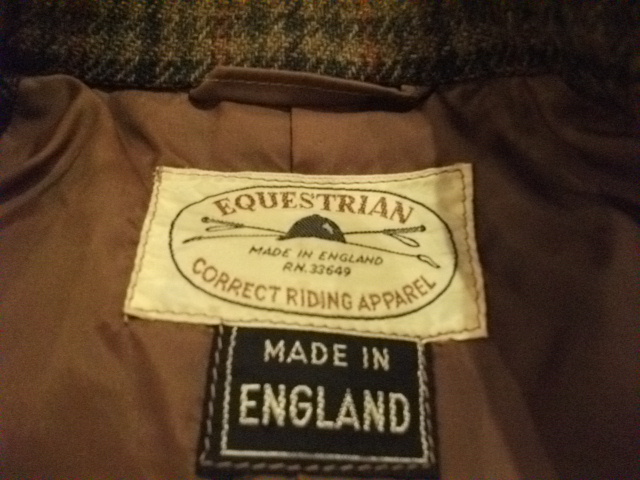 EQUESTRIAN
MADE IN ENGLAND
R.N. 33649
CORRECT RIDING APPAREL
MADE IN
ENGLAND